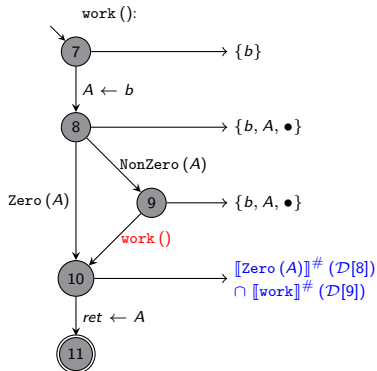 work ():
7
{b}
A ← b
8
{b, A, •}
NonZero (A)
Zero (A)
9
{b, A, •}
work ()
10
⟦Zero (A)⟧# (𝒟[8])
∩ ⟦work⟧# (𝒟[9])
ret ← A
11